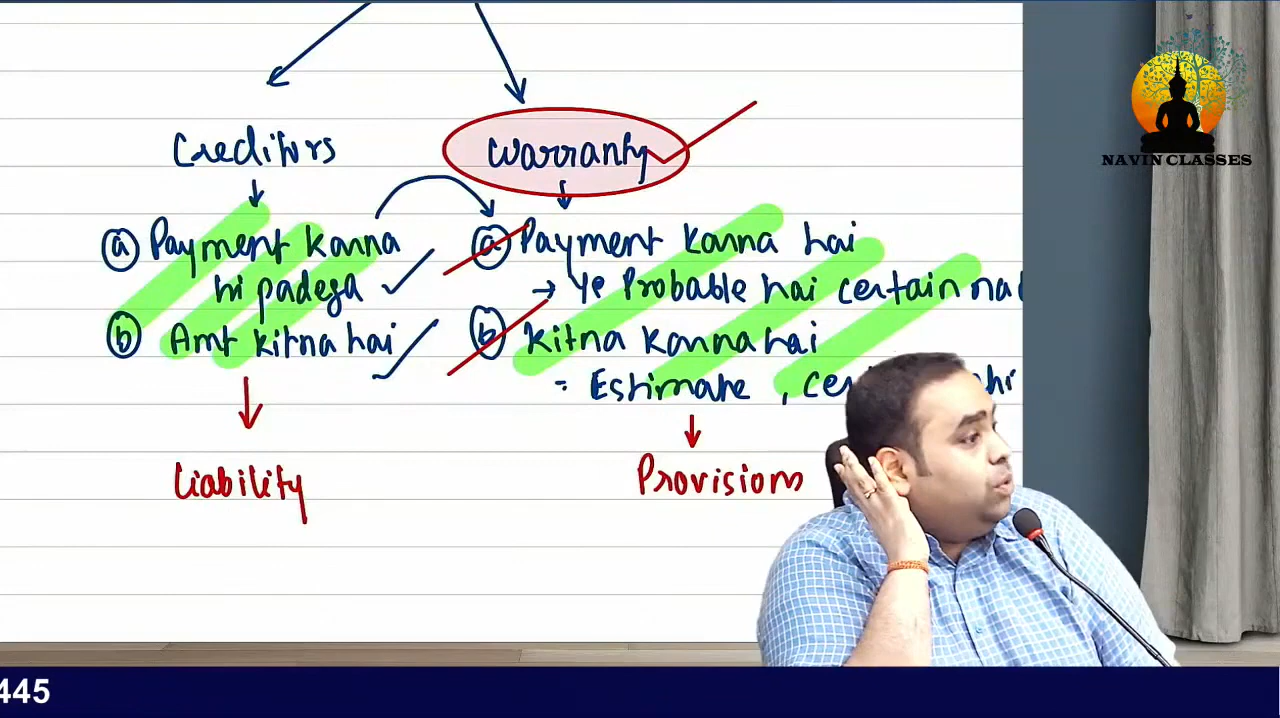 NAVIN CLASSES
Creditors
Warranty
(a) Payment karna
hi padega
(b) Amt kitna hai
Liability
(a) Payment karna hai
→ Ye Probable hai certain
(b) Kitna karna hai
= Estimate ,
Provision
445